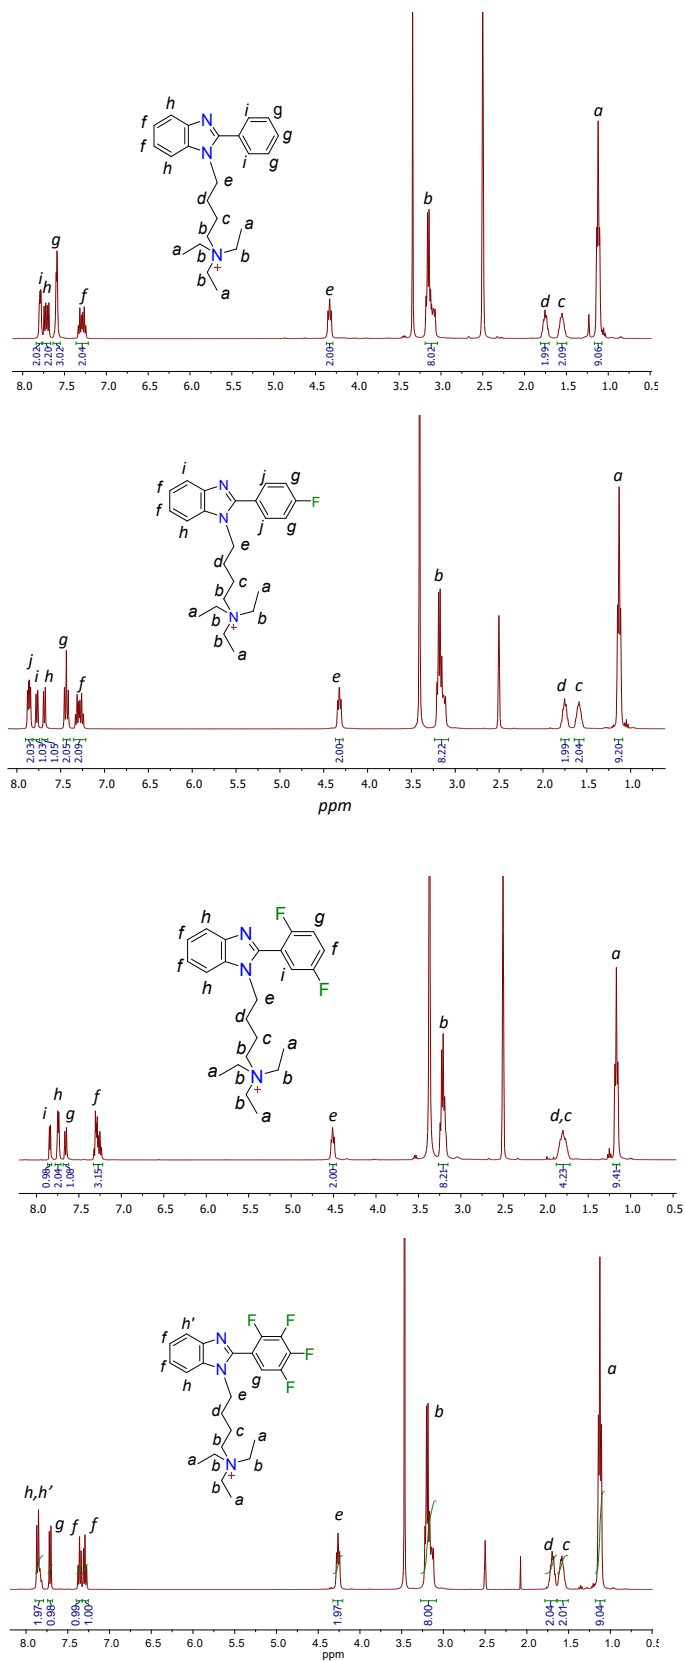 h
N
i
g
f
g
f
N
i
g
h
e
d
c
b
a
a
N
b
b
+
b
a
a
b
g
i
h
f
e
d
c
2.02
2.20
3.02
2.04
2.00
8.02
1.99
2.09
9.06
8.0 7.5 7.0 6.5 6.0 5.5 5.0 4.5 4.0 3.5 3.0 2.5 2.0 1.5 1.0 0.5
i
N
j
g
f
F
f
N
j
g
h
e
d
c
b
a
a
N
b
b
+
b
a
a
b
g
j
i
h
f
e
d
c
2.03
1.03
1.05
2.05
2.09
2.00
8.22
1.99
2.04
9.20
8.0 7.5 7.0 6.5 6.0 5.5 5.0 4.5 4.0 3.5 3.0 2.5 2.0 1.5 1.0
ppm
F
g
h
N
f
f
f
N
i
h
F
e
d
c
b
a
a
N
b
b
+
b
a
a
b
h
i
g
f
e
d,c
0.98
2.04
1.08
3.15
2.00
8.21
4.23
9.41
8.0 7.5 7.0 6.5 6.0 5.5 5.0 4.5 4.0 3.5 3.0 2.5 2.0 1.5 1.0 0.5
F
F
h'
N
f
F
f
N
g
h
F
e
d
c
b
a
a
N
b
b
+
b
a
a
b
h,h’
g
f
f
e
d
c
1.97
0.98
0.99
1.00
1.97
8.00
2.04
2.01
9.04
8.0 7.5 7.0 6.5 6.0 5.5 5.0 4.5 4.0 3.5 3.0 2.5 2.0 1.5 1.0 0.5
ppm